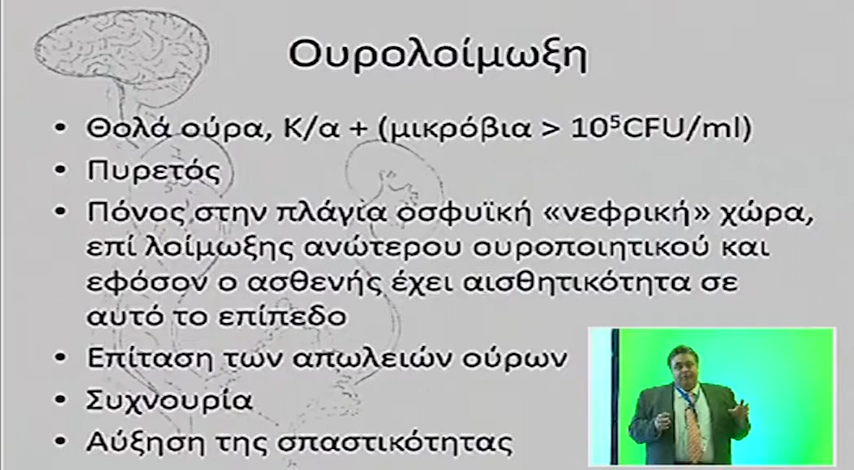 Ουρολοίμωξη
• Θολά ούρα, Κ/α + (μικρόβια > 10⁵CFU/ml)
• Πυρετός
• Πόνος στην πλάγια οσφυϊκή «νεφρική» χώρα,
επί λοίμωξης ανώτερου ουροποιητικού και
εφόσον ο ασθενής έχει αισθητικότητα σε
αυτό το επίπεδο
• Επίταση των απωλειών ούρων
• Συχνουρία
• Αύξηση της σπαστικότητας